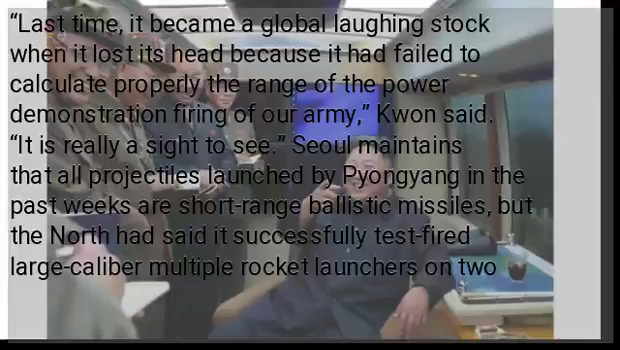 “Last time, it became a global laughing stock
when it lost its head because it had failed to
calculate properly the range of the power
demonstration firing of our army,” Kwon said.
“It is really a sight to see.” Seoul maintains
that all projectiles launched by Pyongyang in the
past weeks are short-range ballistic missiles, but
the North had said it successfully test-fired
large-caliber multiple rocket launchers on two